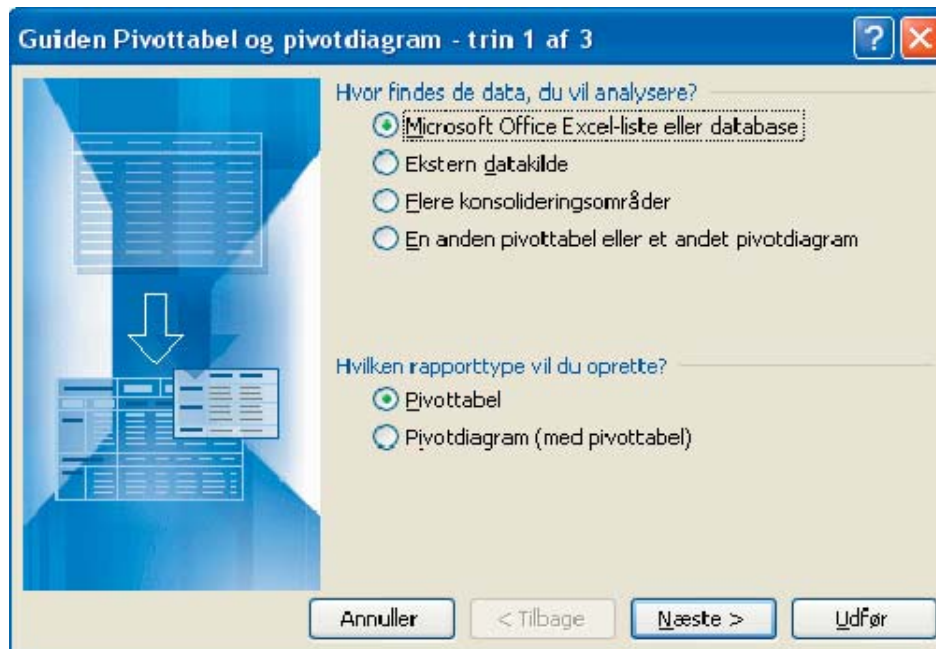 Guiden Pivottabel og pivotdiagram - trin 1 af 3
Hvor findes de data, du vil analysere?
Microsoft Office Excel-liste eller database
Ekstern datakilde
Flere konsolideringsområder
En anden pivottabel eller et andet pivotdiagram
Hvilken rapporttype vil du oprette?
Pivottabel
Pivotdiagram (med pivottabel)
Annuller
< Tilbage
Næste >
Udfør